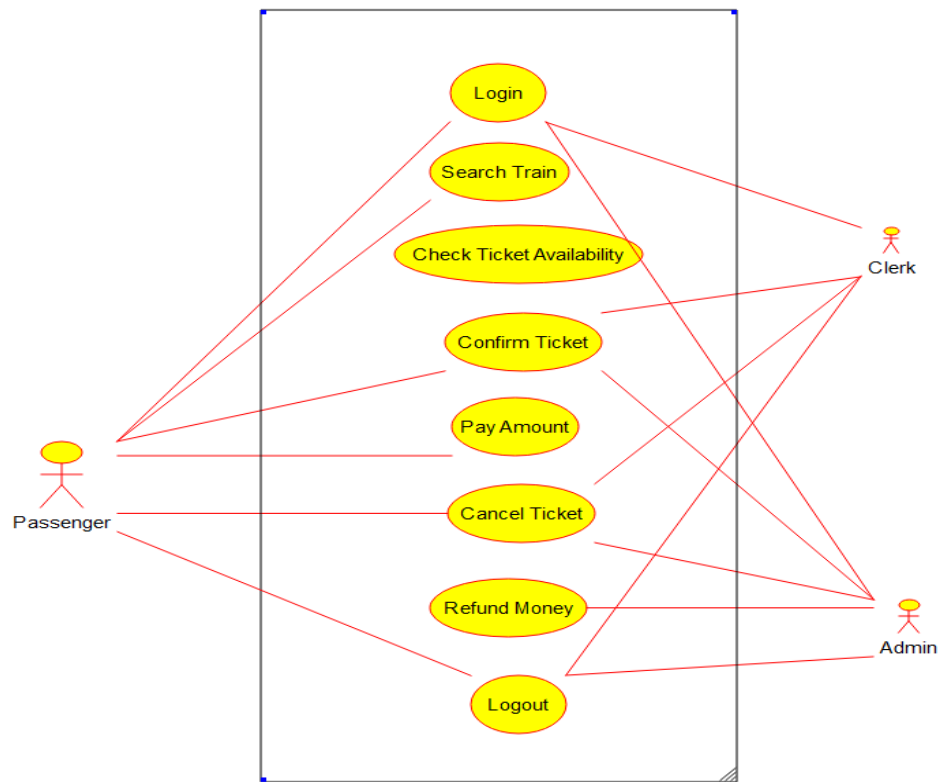 Login
Search Train
Check Ticket Availability
Clerk
Confirm Ticket
Pay Amount
Passenger
Cancel Ticket
Refund Money
Admin
Logout